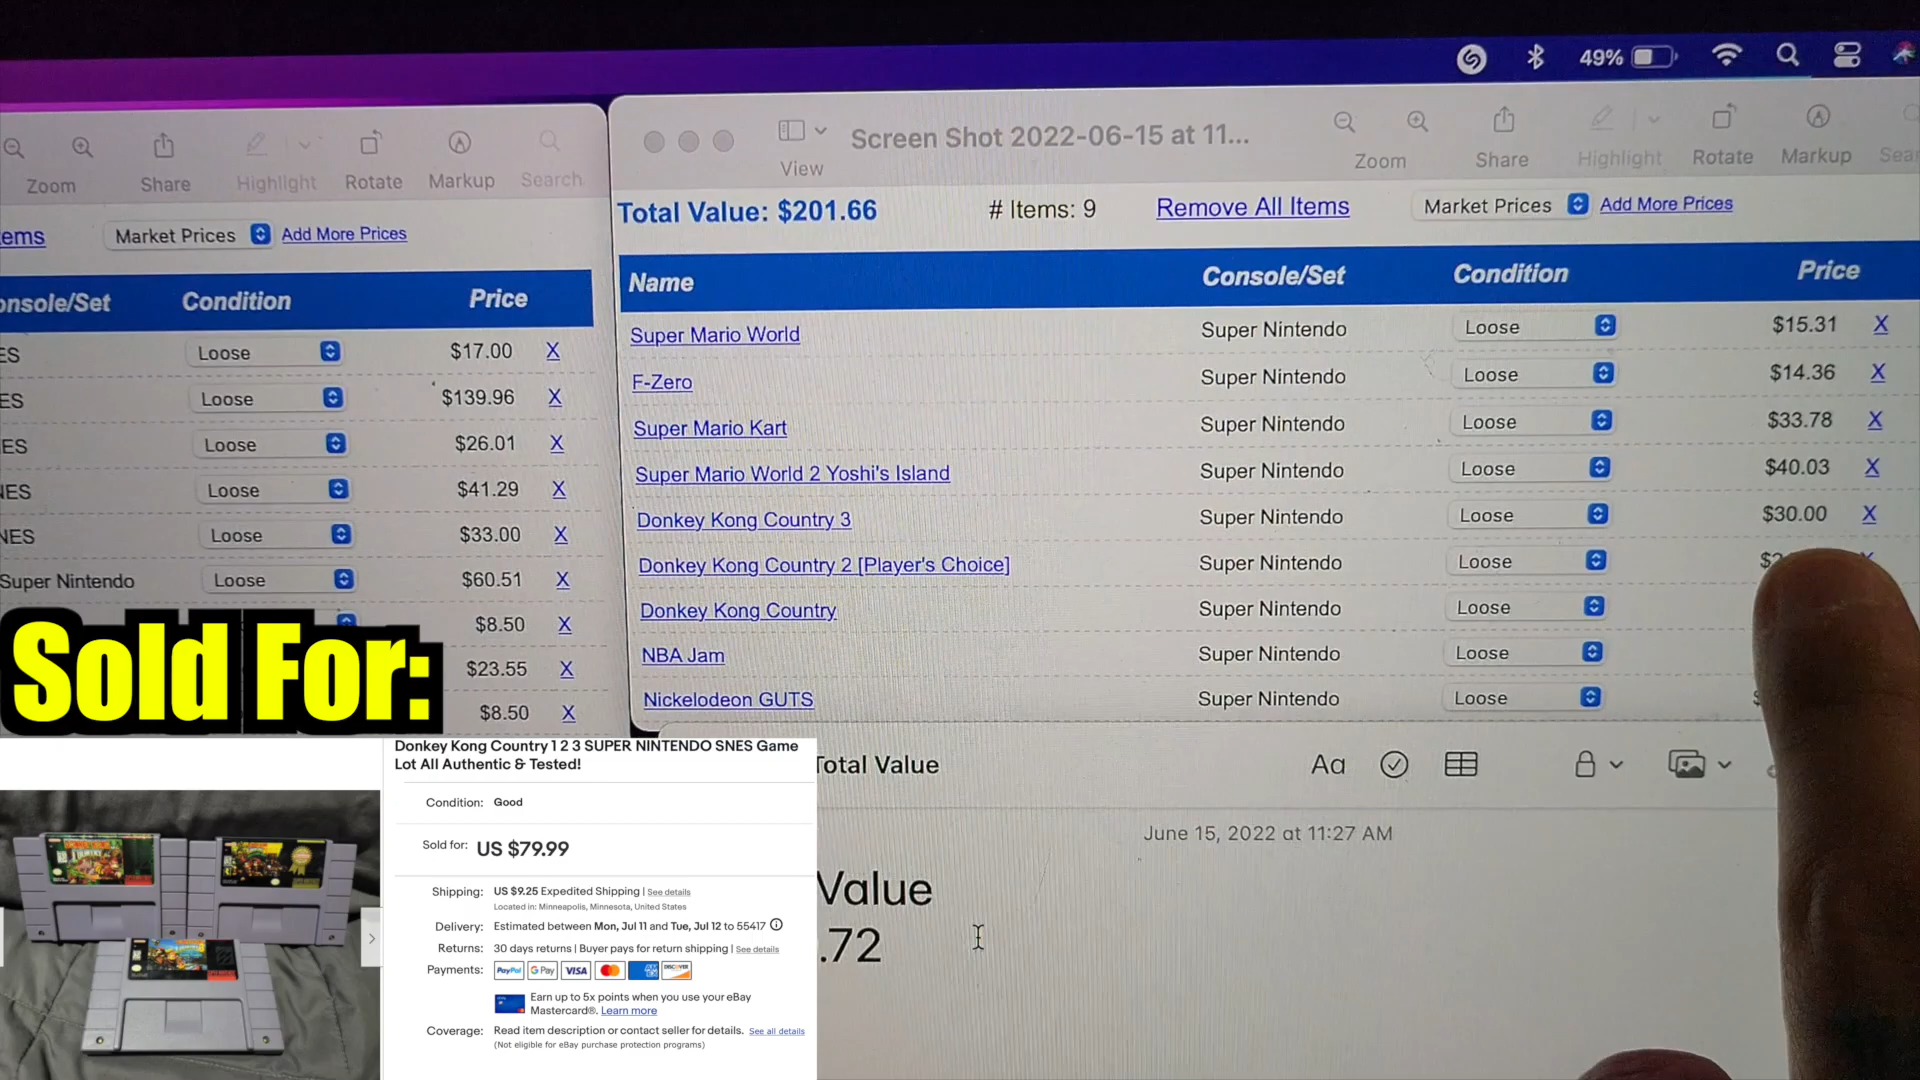 49%
Zoom Share Highlight Rotate Markup Search
View Screen Shot 2022-06-15 at 11... Zoom Share Highlight Rotate Markup
ems Market Prices Add More Prices
Total Value: $201.66 # Items: 9 Remove All Items Market Prices Add More Prices
onsole/Set Condition Price
Name Console/Set Condition Price
ES Loose $17.00 X
ES Loose $139.96 X
ES Loose $26.01 X
NES Loose $41.29 X
NES Loose $33.00 X
Super Nintendo Loose $60.51 X
$8.50 X
$23.55 X
$8.50 X
Super Mario World Super Nintendo Loose $15.31 X
F-Zero Super Nintendo Loose $14.36 X
Super Mario Kart Super Nintendo Loose $33.78 X
Super Mario World 2 Yoshi's Island Super Nintendo Loose $40.03 X
Donkey Kong Country 3 Super Nintendo Loose $30.00 X
Donkey Kong Country 2 [Player's Choice] Super Nintendo Loose
Donkey Kong Country Super Nintendo Loose
NBA Jam Super Nintendo Loose
Nickelodeon GUTS Super Nintendo Loose
Sold For:
Donkey Kong Country 1 2 3 SUPER NINTENDO SNES Game
Lot All Authentic & Tested!
Condition: Good
Sold for: US $79.99
Shipping: US $9.25 Expedited Shipping | See details
Located in: Minneapolis, Minnesota, United States
Delivery: Estimated between Mon, Jul 11 and Tue, Jul 12 to 55417
Returns: 30 days returns | Buyer pays for return shipping | See details
Payments: PayPal G Pay VISA DISCOVER
Earn up to 5x points when you use your eBay
Mastercard®. Learn more
Coverage: Read item description or contact seller for details. See all details
(Not eligible for eBay purchase protection programs)
Total Value Aa
June 15, 2022 at 11:27 AM
Value
.72